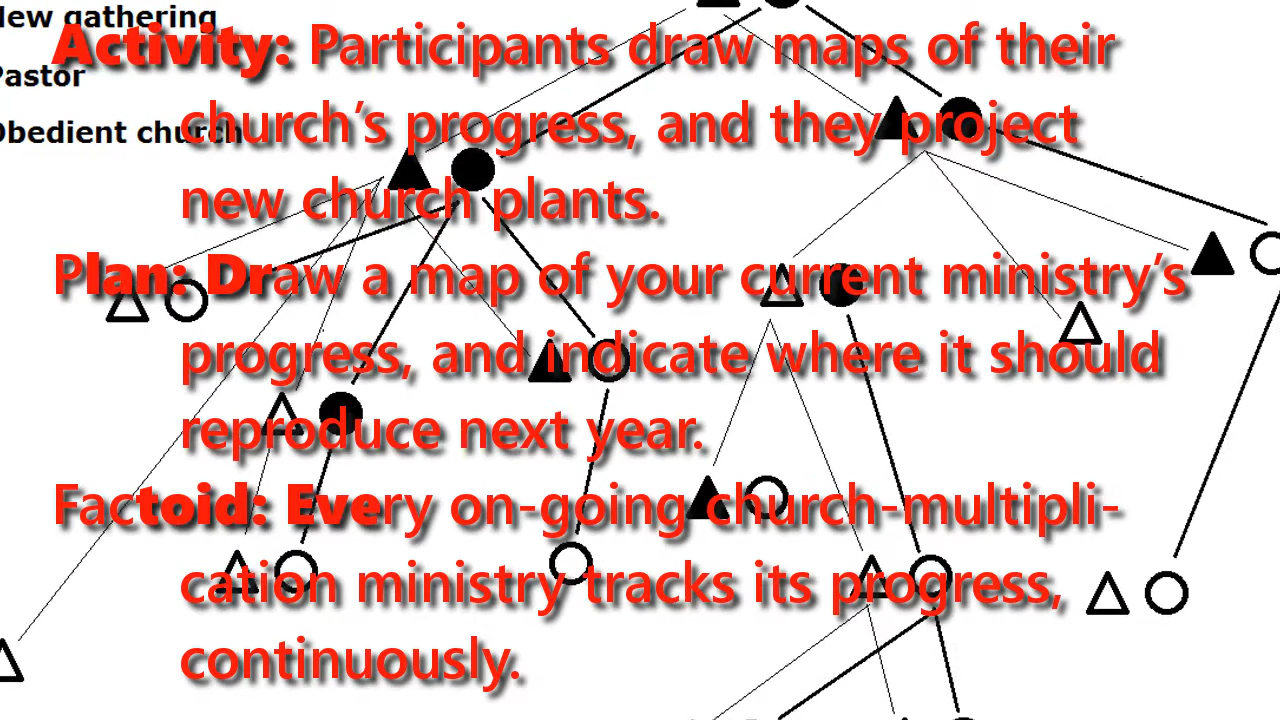 New gathering
Activity: Participants draw maps of their
Pastor
church’s progress, and they project
Obedient church
new church plants.
Plan: Draw a map of your current ministry’s
progress, and indicate where it should
reproduce next year.
Factoid: Every on-going church-multipli-
cation ministry tracks its progress,
continuously.